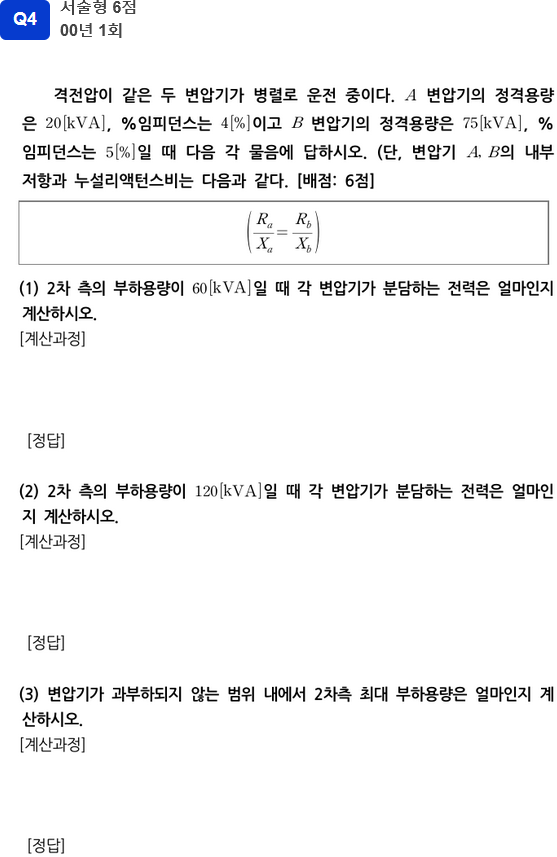 Q4
서술형 6점
00년 1회
격전압이 같은 두 변압기가 병렬로 운전 중이다. A 변압기의 정격용량
은 20[kVA], %임피던스는 4[%]이고 B 변압기의 정격용량은 75[kVA], %
임피던스는 5[%]일 때 다음 각 물음에 답하시오. (단, 변압기 A, B의 내부
저항과 누설리액턴스비는 다음과 같다. [배점: 6점]
(R_a/X_a = R_b/X_b)
(1) 2차 측의 부하용량이 60[kVA]일 때 각 변압기가 분담하는 전력은 얼마인지
계산하시오.
[계산과정]
[정답]
(2) 2차 측의 부하용량이 120[kVA]일 때 각 변압기가 분담하는 전력은 얼마인
지 계산하시오.
[계산과정]
[정답]
(3) 변압기가 과부하되지 않는 범위 내에서 2차측 최대 부하용량은 얼마인지 계
산하시오.
[계산과정]
[정답]